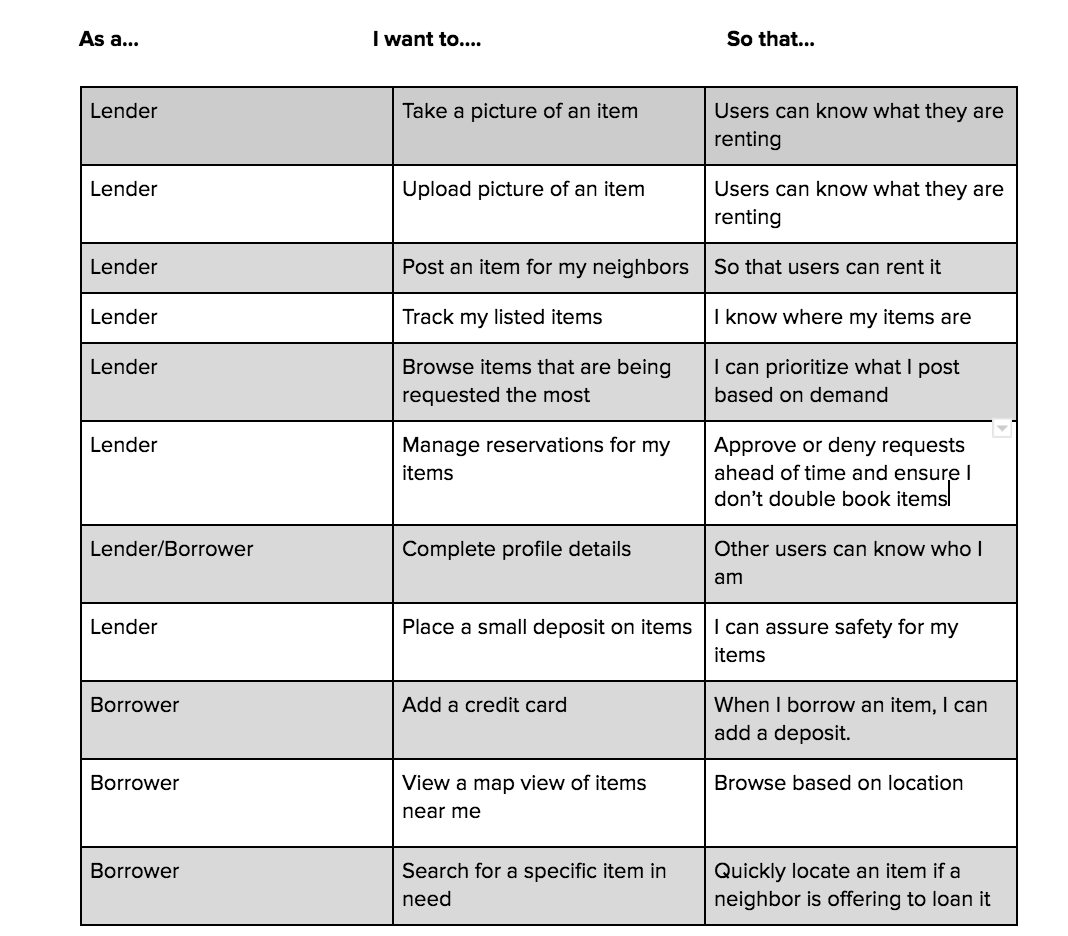 As a... I want to.... So that...
Lender Take a picture of an item Users can know what they are
renting
Lender Upload picture of an item Users can know what they are
renting
Lender Post an item for my neighbors So that users can rent it
Lender Track my listed items I know where my items are
Lender Browse items that are being I can prioritize what I post
requested the most based on demand
Lender Manage reservations for my Approve or deny requests
items ahead of time and ensure I
don't double book items
Lender/Borrower Complete profile details Other users can know who I
am
Lender Place a small deposit on items I can assure safety for my
items
Borrower Add a credit card When I borrow an item, I can
add a deposit.
Borrower View a map view of items Browse based on location
near me
Borrower Search for a specific item in Quickly locate an item if a
need neighbor is offering to loan it